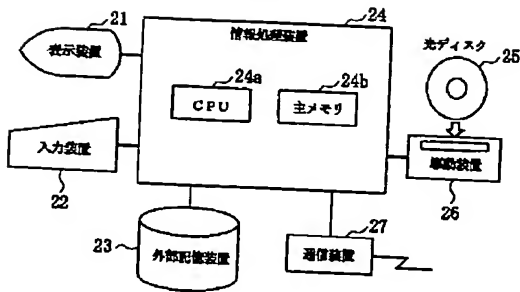 21
表示装置
24
情報処理装置
24a
CPU
24b
主メモリ
光ディスク
25
入力装置
22
駆動装置
26
23
外部記憶装置
27
通信装置